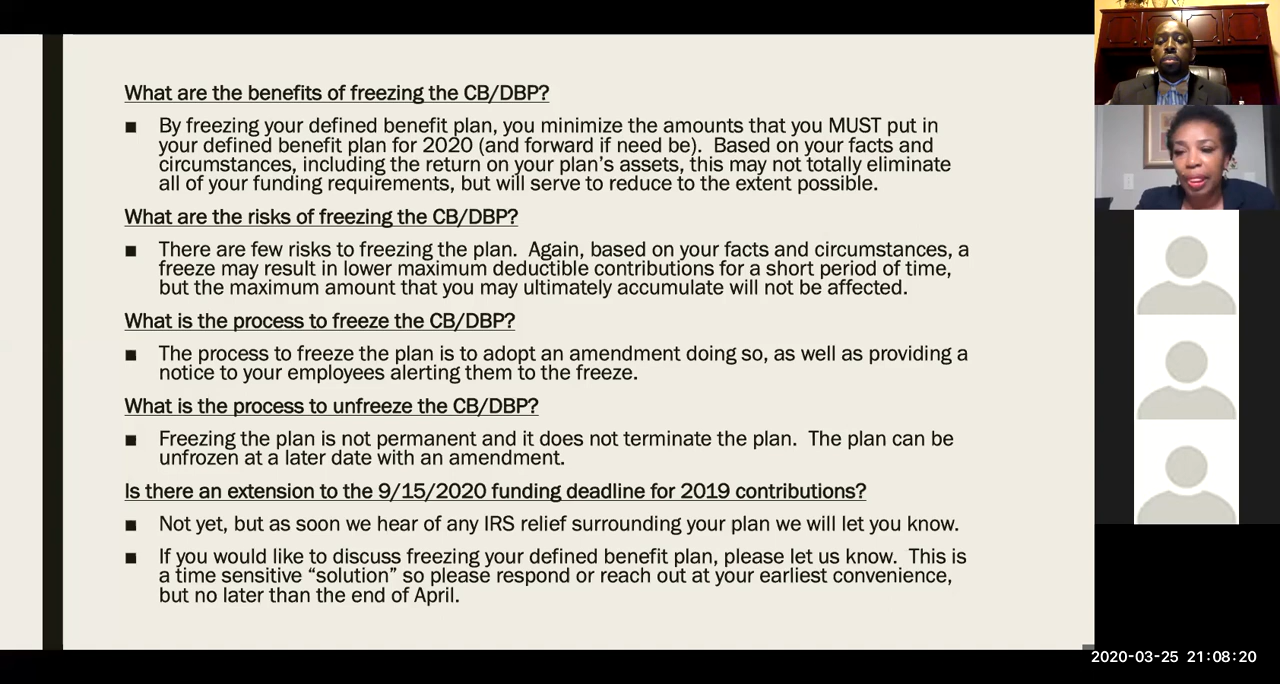 What are the benefits of freezing the CB/DBP?
■ By freezing your defined benefit plan, you minimize the amounts that you MUST put in
your defined benefit plan for 2020 (and forward if need be).  Based on your facts and
circumstances, including the return on your plan's assets, this may not totally eliminate
all of your funding requirements, but will serve to reduce to the extent possible.
What are the risks of freezing the CB/DBP?
■ There are few risks to freezing the plan.  Again, based on your facts and circumstances, a
freeze may result in lower maximum deductible contributions for a short period of time,
but the maximum amount that you may ultimately accumulate will not be affected.
What is the process to freeze the CB/DBP?
■ The process to freeze the plan is to adopt an amendment doing so, as well as providing a
notice to your employees alerting them to the freeze.
What is the process to unfreeze the CB/DBP?
■ Freezing the plan is not permanent and it does not terminate the plan.  The plan can be
unfrozen at a later date with an amendment.
Is there an extension to the 9/15/2020 funding deadline for 2019 contributions?
■ Not yet, but as soon we hear of any IRS relief surrounding your plan we will let you know.
■ If you would like to discuss freezing your defined benefit plan, please let us know.  This is
a time sensitive “solution” so please respond or reach out at your earliest convenience,
but no later than the end of April.
2020-03-25 21:08:20